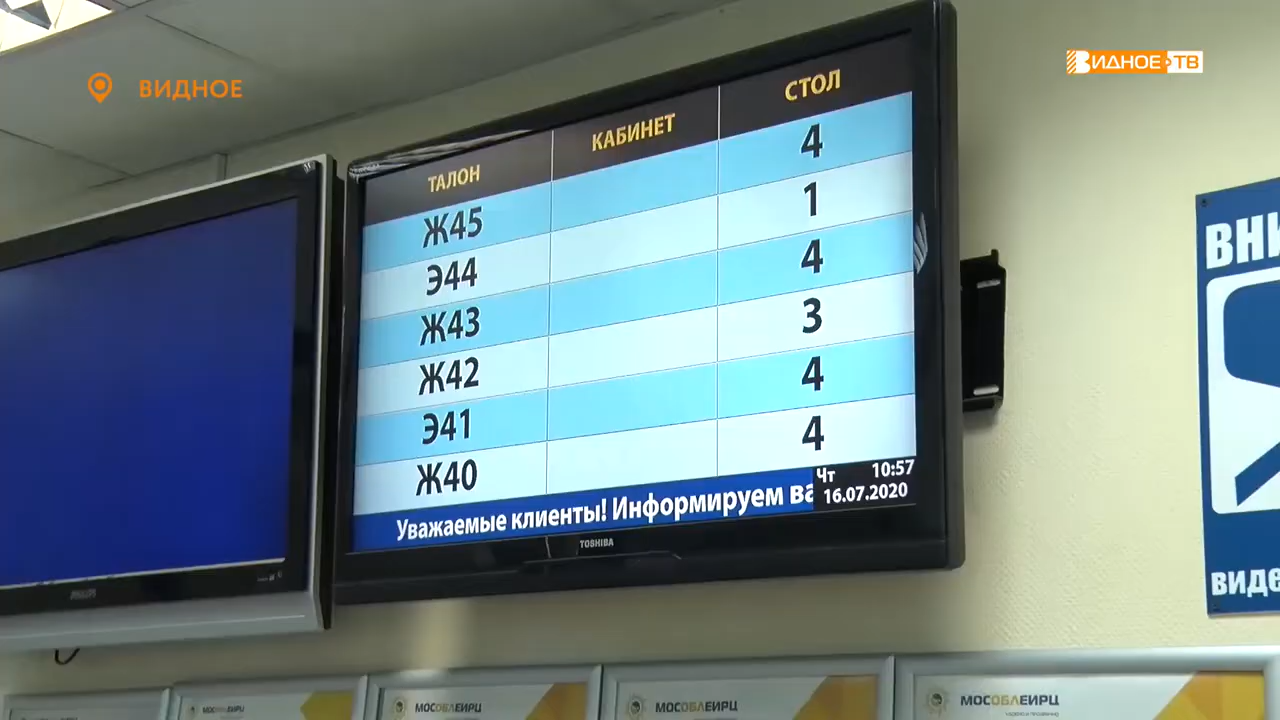 ВИДНОЕ
ВИДНОЕ ТВ
ТАЛОН КАБИНЕТ СТОЛ
Ж45 4
Э44 1
Ж43 4
Ж42 3
Э41 4
Ж40 4
Уважаемые клиенты! Информируем ва
Чт 10:57
16.07.2020
TOSHIBA
PHILIPS
ВНИ
виде
МОСОБЛЕИРЦ
МОСОБЛЕИРЦ
МОСОБЛЕИРЦ
МОСОБЛЕИРЦ